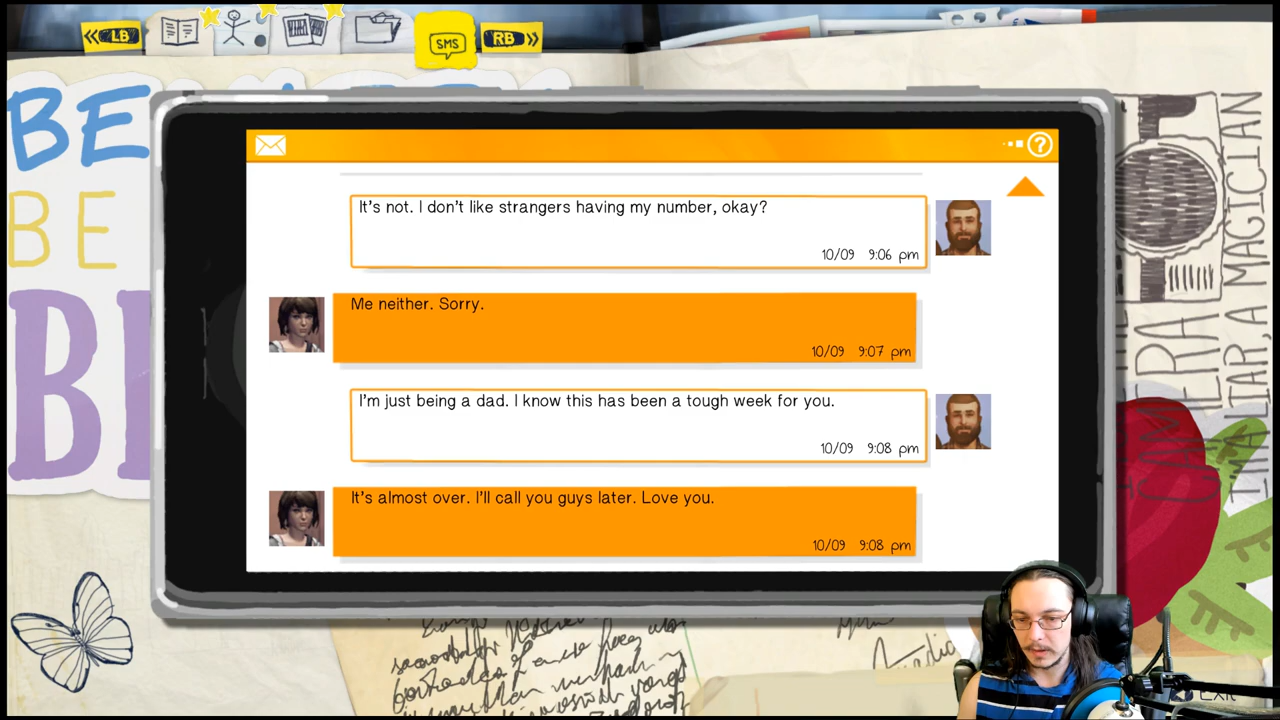 LB
SMS
RB
BE
BE
It's not. I don't like strangers having my number, okay?
10/09 9:06 pm
Me neither. Sorry.
10/09 9:07 pm
I'm just being a dad. I know this has been a tough week for you.
10/09 9:08 pm
It's almost over. I'll call you guys later. Love you.
10/09 9:08 pm
CAMERA
I'M A LIAR, A MAGICIAN